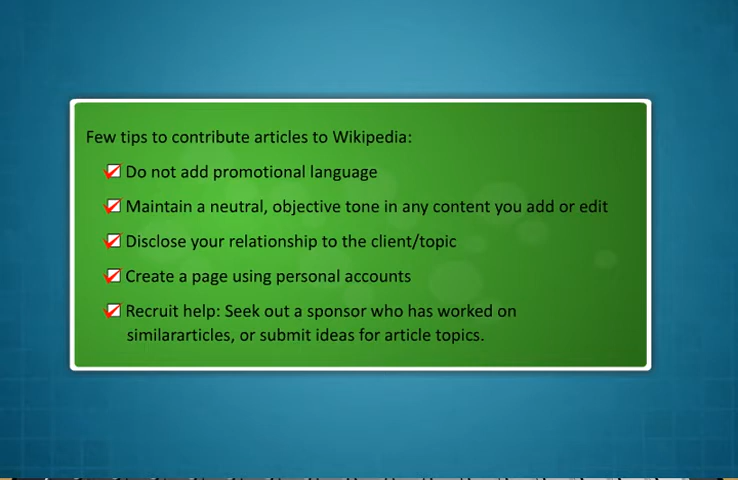 Few tips to contribute articles to Wikipedia:
Do not add promotional language
Maintain a neutral, objective tone in any content you add or edit
Disclose your relationship to the client/topic
Create a page using personal accounts
Recruit help: Seek out a sponsor who has worked on
similararticles, or submit ideas for article topics.